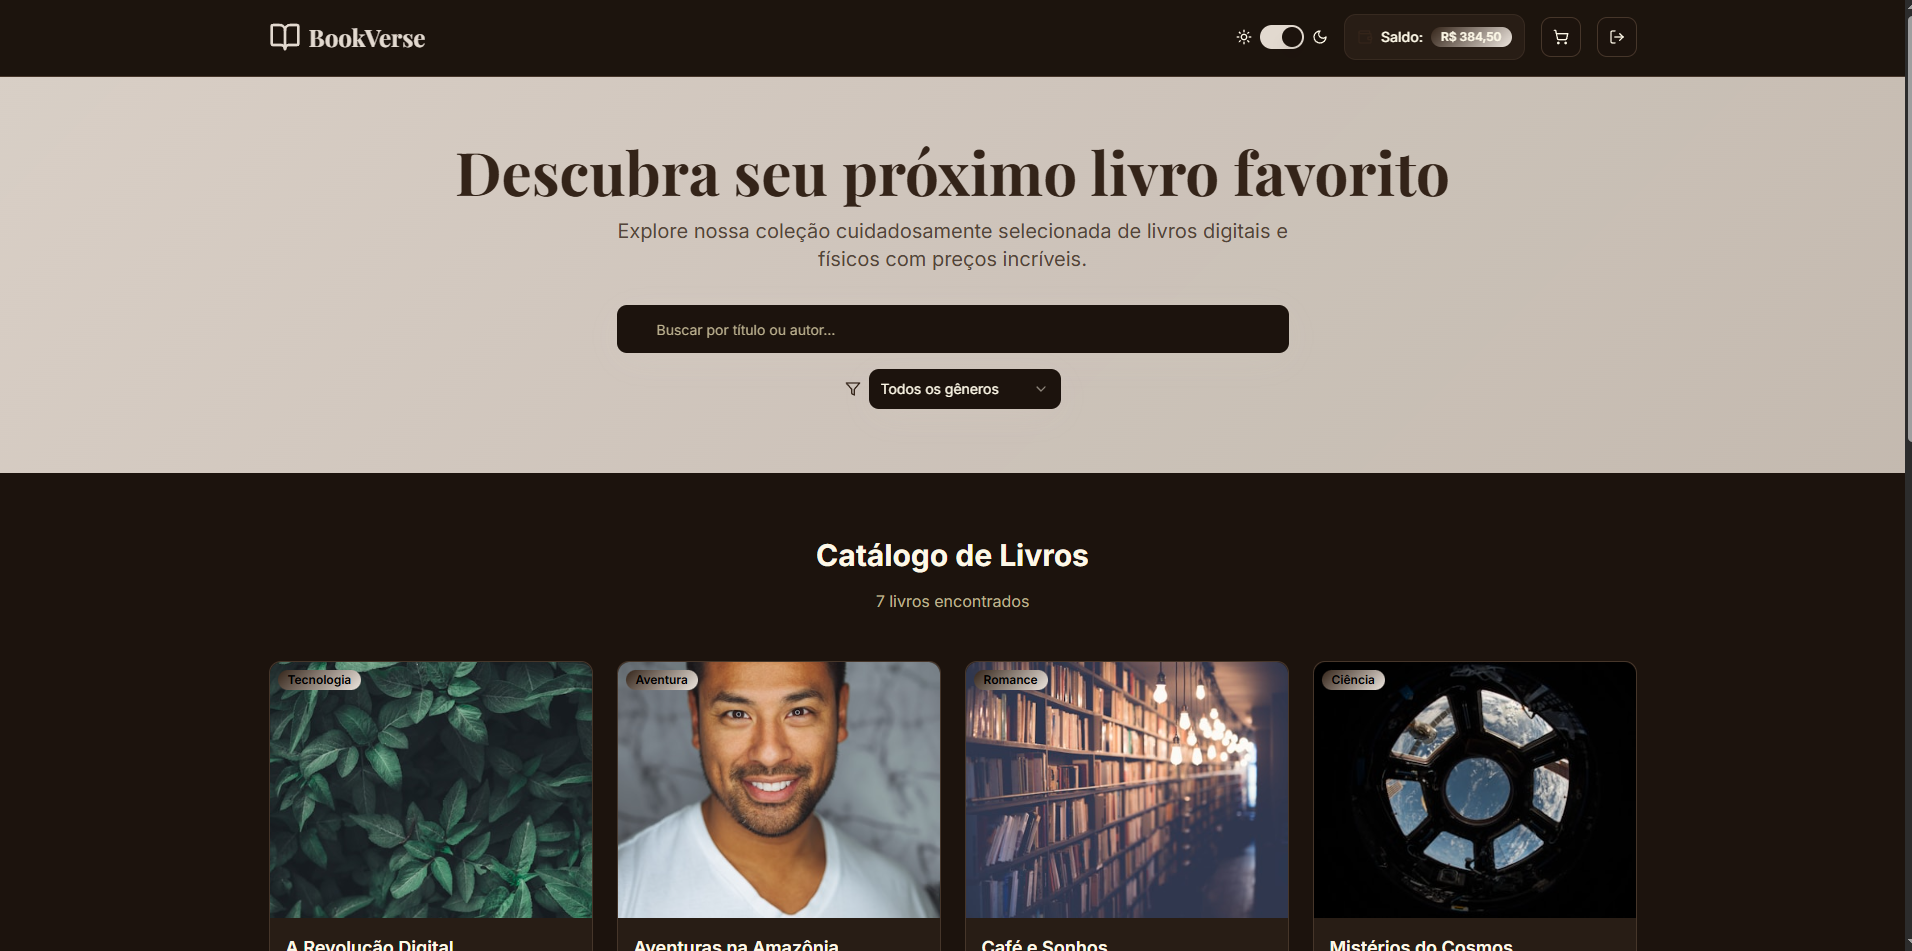 BookVerse
Saldo: R$ 384,50
Descubra seu próximo livro favorito
Explore nossa coleção cuidadosamente selecionada de livros digitais e
físicos com preços incríveis.
Buscar por título ou autor...
Todos os gêneros
Catálogo de Livros
7 livros encontrados
Tecnologia
Aventura
Romance
Ciência
A Revolução Digital
Aventuras na Amazônia
Café e Sonhos
Mistérios do Cosmos